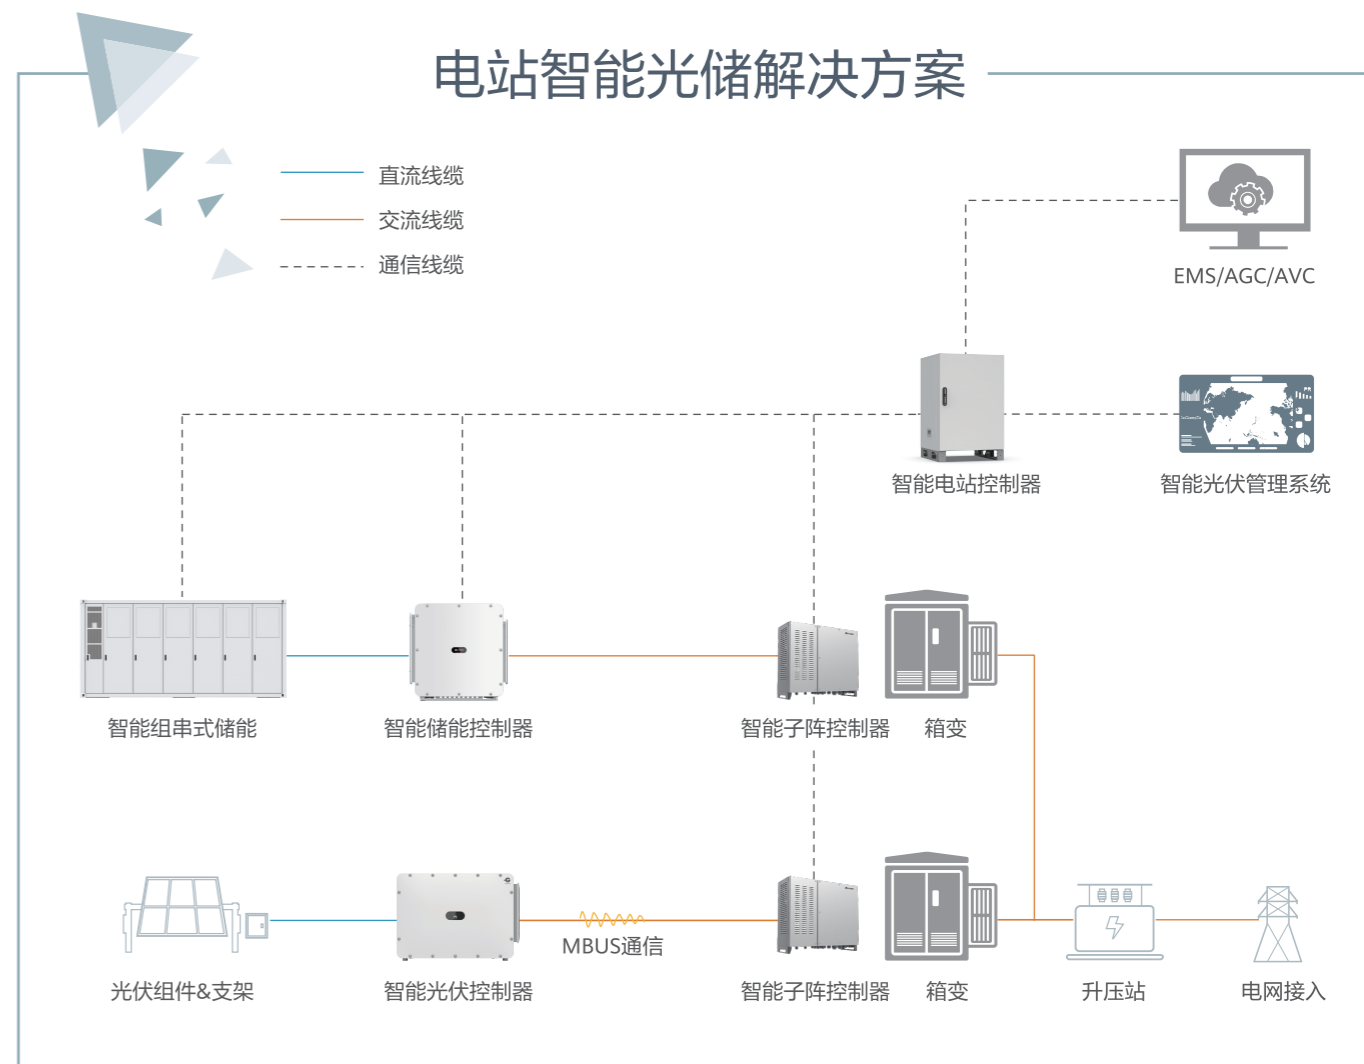 电站智能光储解决方案
直流线缆
交流线缆
通信线缆
EMS/AGC/AVC
智能电站控制器
智能光伏管理系统
智能组串式储能
智能储能控制器
智能子阵控制器
箱变
MBUS通信
光伏组件&支架
智能光伏控制器
智能子阵控制器
箱变
升压站
电网接入